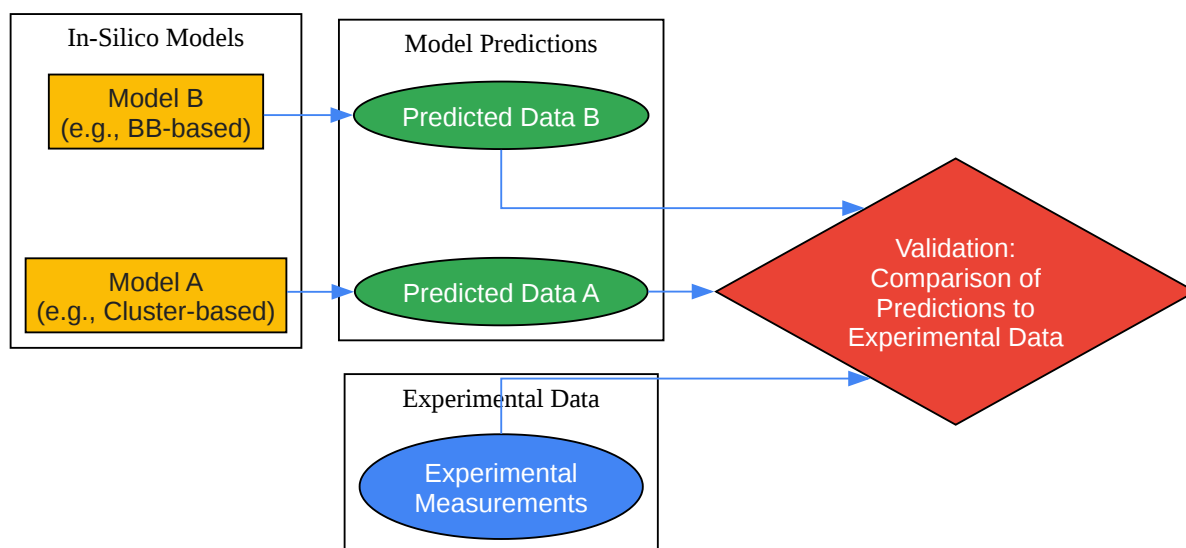 In-Silico Models
Model B
(e.g., BB-based)
Model A
(e.g., Cluster-based)
Model Predictions
Predicted Data B
Predicted Data A
Experimental Data
Experimental
Measurements
Validation:
Comparison of
Predictions to
Experimental Data